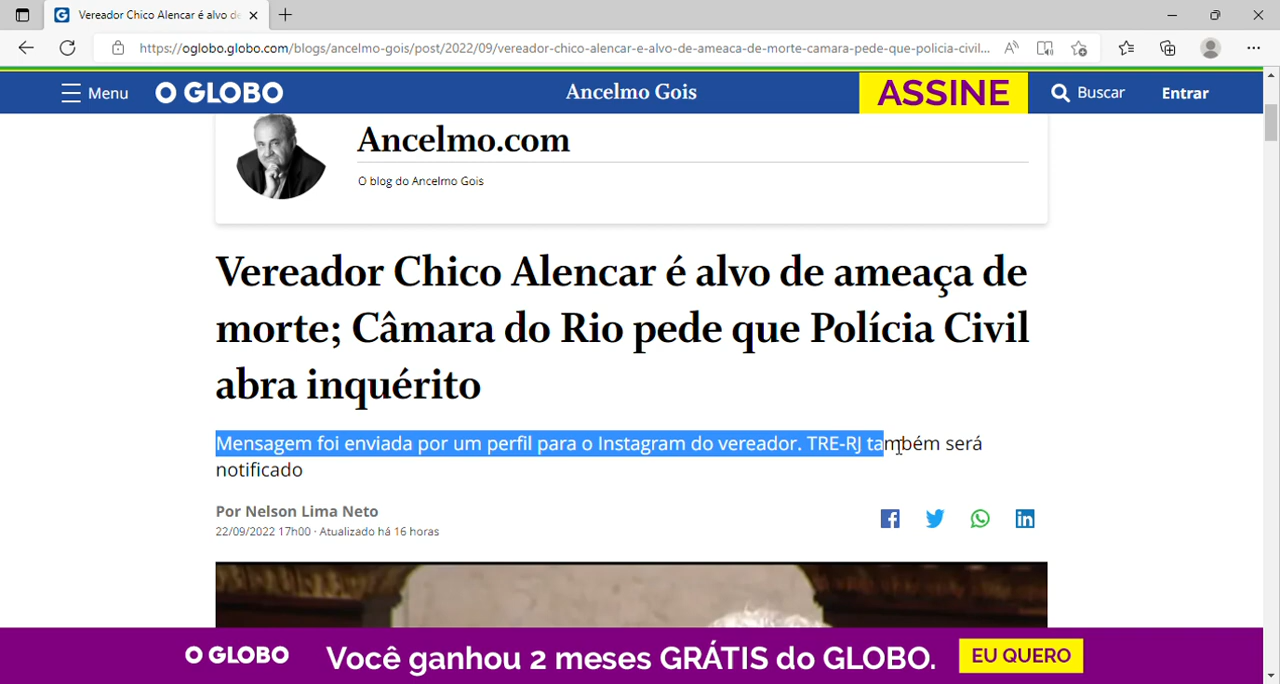 Vereador Chico Alencar é alvo de
https://oglobo.globo.com/blogs/ancelmo-gois/post/2022/09/vereador-chico-alencar-e-alvo-de-ameaca-de-morte-camara-pede-que-policia-civil...
Menu O GLOBO Ancelmo Gois ASSINE Buscar Entrar
Ancelmo.com
O blog do Ancelmo Gois
Vereador Chico Alencar é alvo de ameaça de
morte; Câmara do Rio pede que Polícia Civil
abra inquérito
Mensagem foi enviada por um perfil para o Instagram do vereador. TRE-RJ também será
notificado
Por Nelson Lima Neto
22/09/2022 17h00 · Atualizado há 16 horas
O GLOBO Você ganhou 2 meses GRÁTIS do GLOBO. EU QUERO